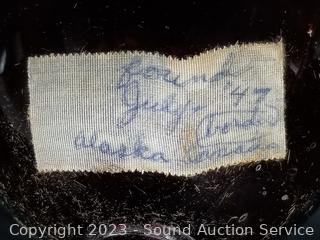 found
July - '47
(border)
Alaska Canada
Copyright 2023 - Sound Auction Service